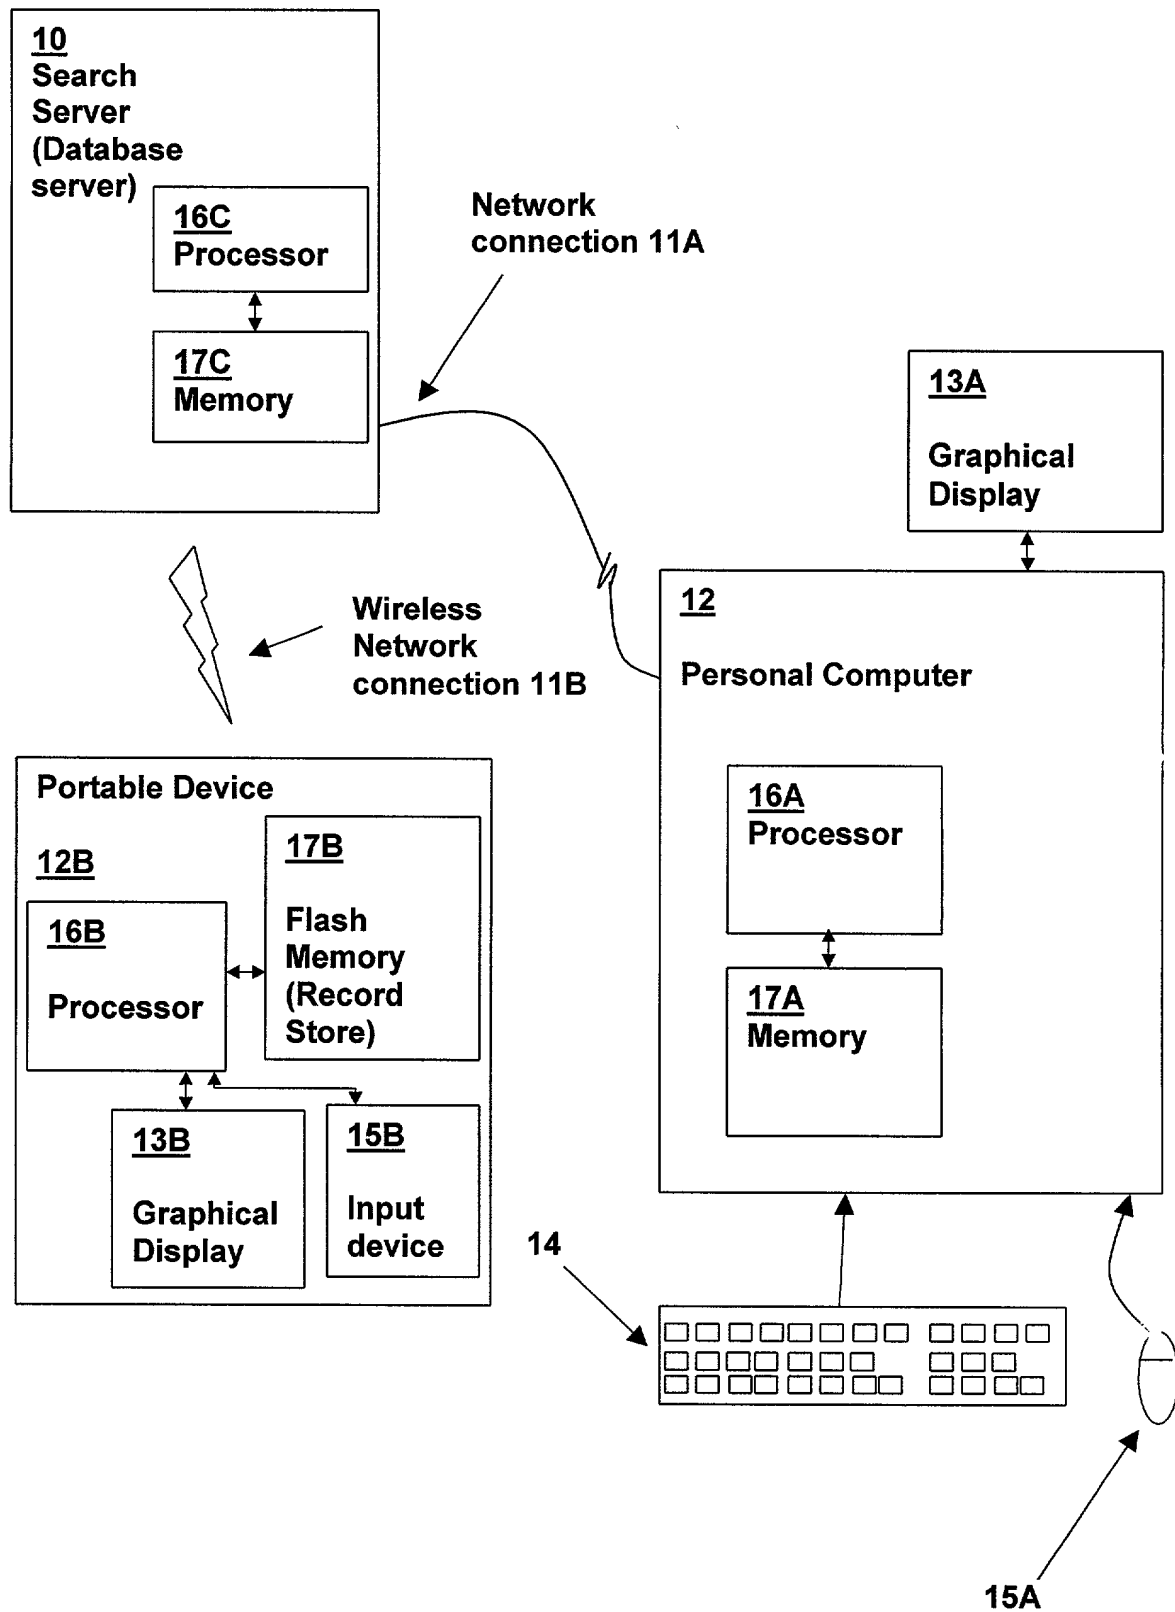 10
Search
Server
(Database
server)
16C
Processor
17C
Memory
Network
connection 11A
13A
Graphical
Display
Wireless
Network
connection 11B
12
Personal Computer
16A
Processor
17A
Memory
Portable Device
12B
17B
Flash
Memory
(Record
Store)
16B
Processor
13B
Graphical
Display
15B
Input
device
14
15A